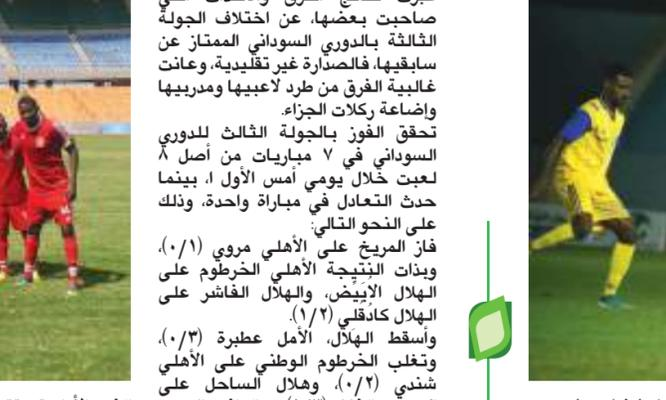 صاحبت بعضها، عن اختلاف الجولة
الثالثة بالدوري السوداني الممتاز عن
سابقيها، فالصدارة غير تقليدية، وعانت
غالبية الفرق من طرد لاعبيها ومدربيها
وإضاعة ركلات الجزاء.
تحقق الفوز بالجولة الثالث للدوري
السوداني في ٧ مباريات من أصل ٨
لعبت خلال يومي أمس الأول ا، بينما
حدث التعادل في مباراة واحدة، وذلك
على النحو التالي:
فاز المريخ على الأهلي مروي (٠/١)،
وبذات النتيجة الأهلي الخرطوم على
الهلال الابيض، والهلال الفاشر على
الهلال كادقلي (١/٢).
وأسقط الهلال، الأمل عطبرة (٠/٣)،
وتغلب الخرطوم الوطني على الأهلي
شندي (٠/٢)، وهلال الساحل على